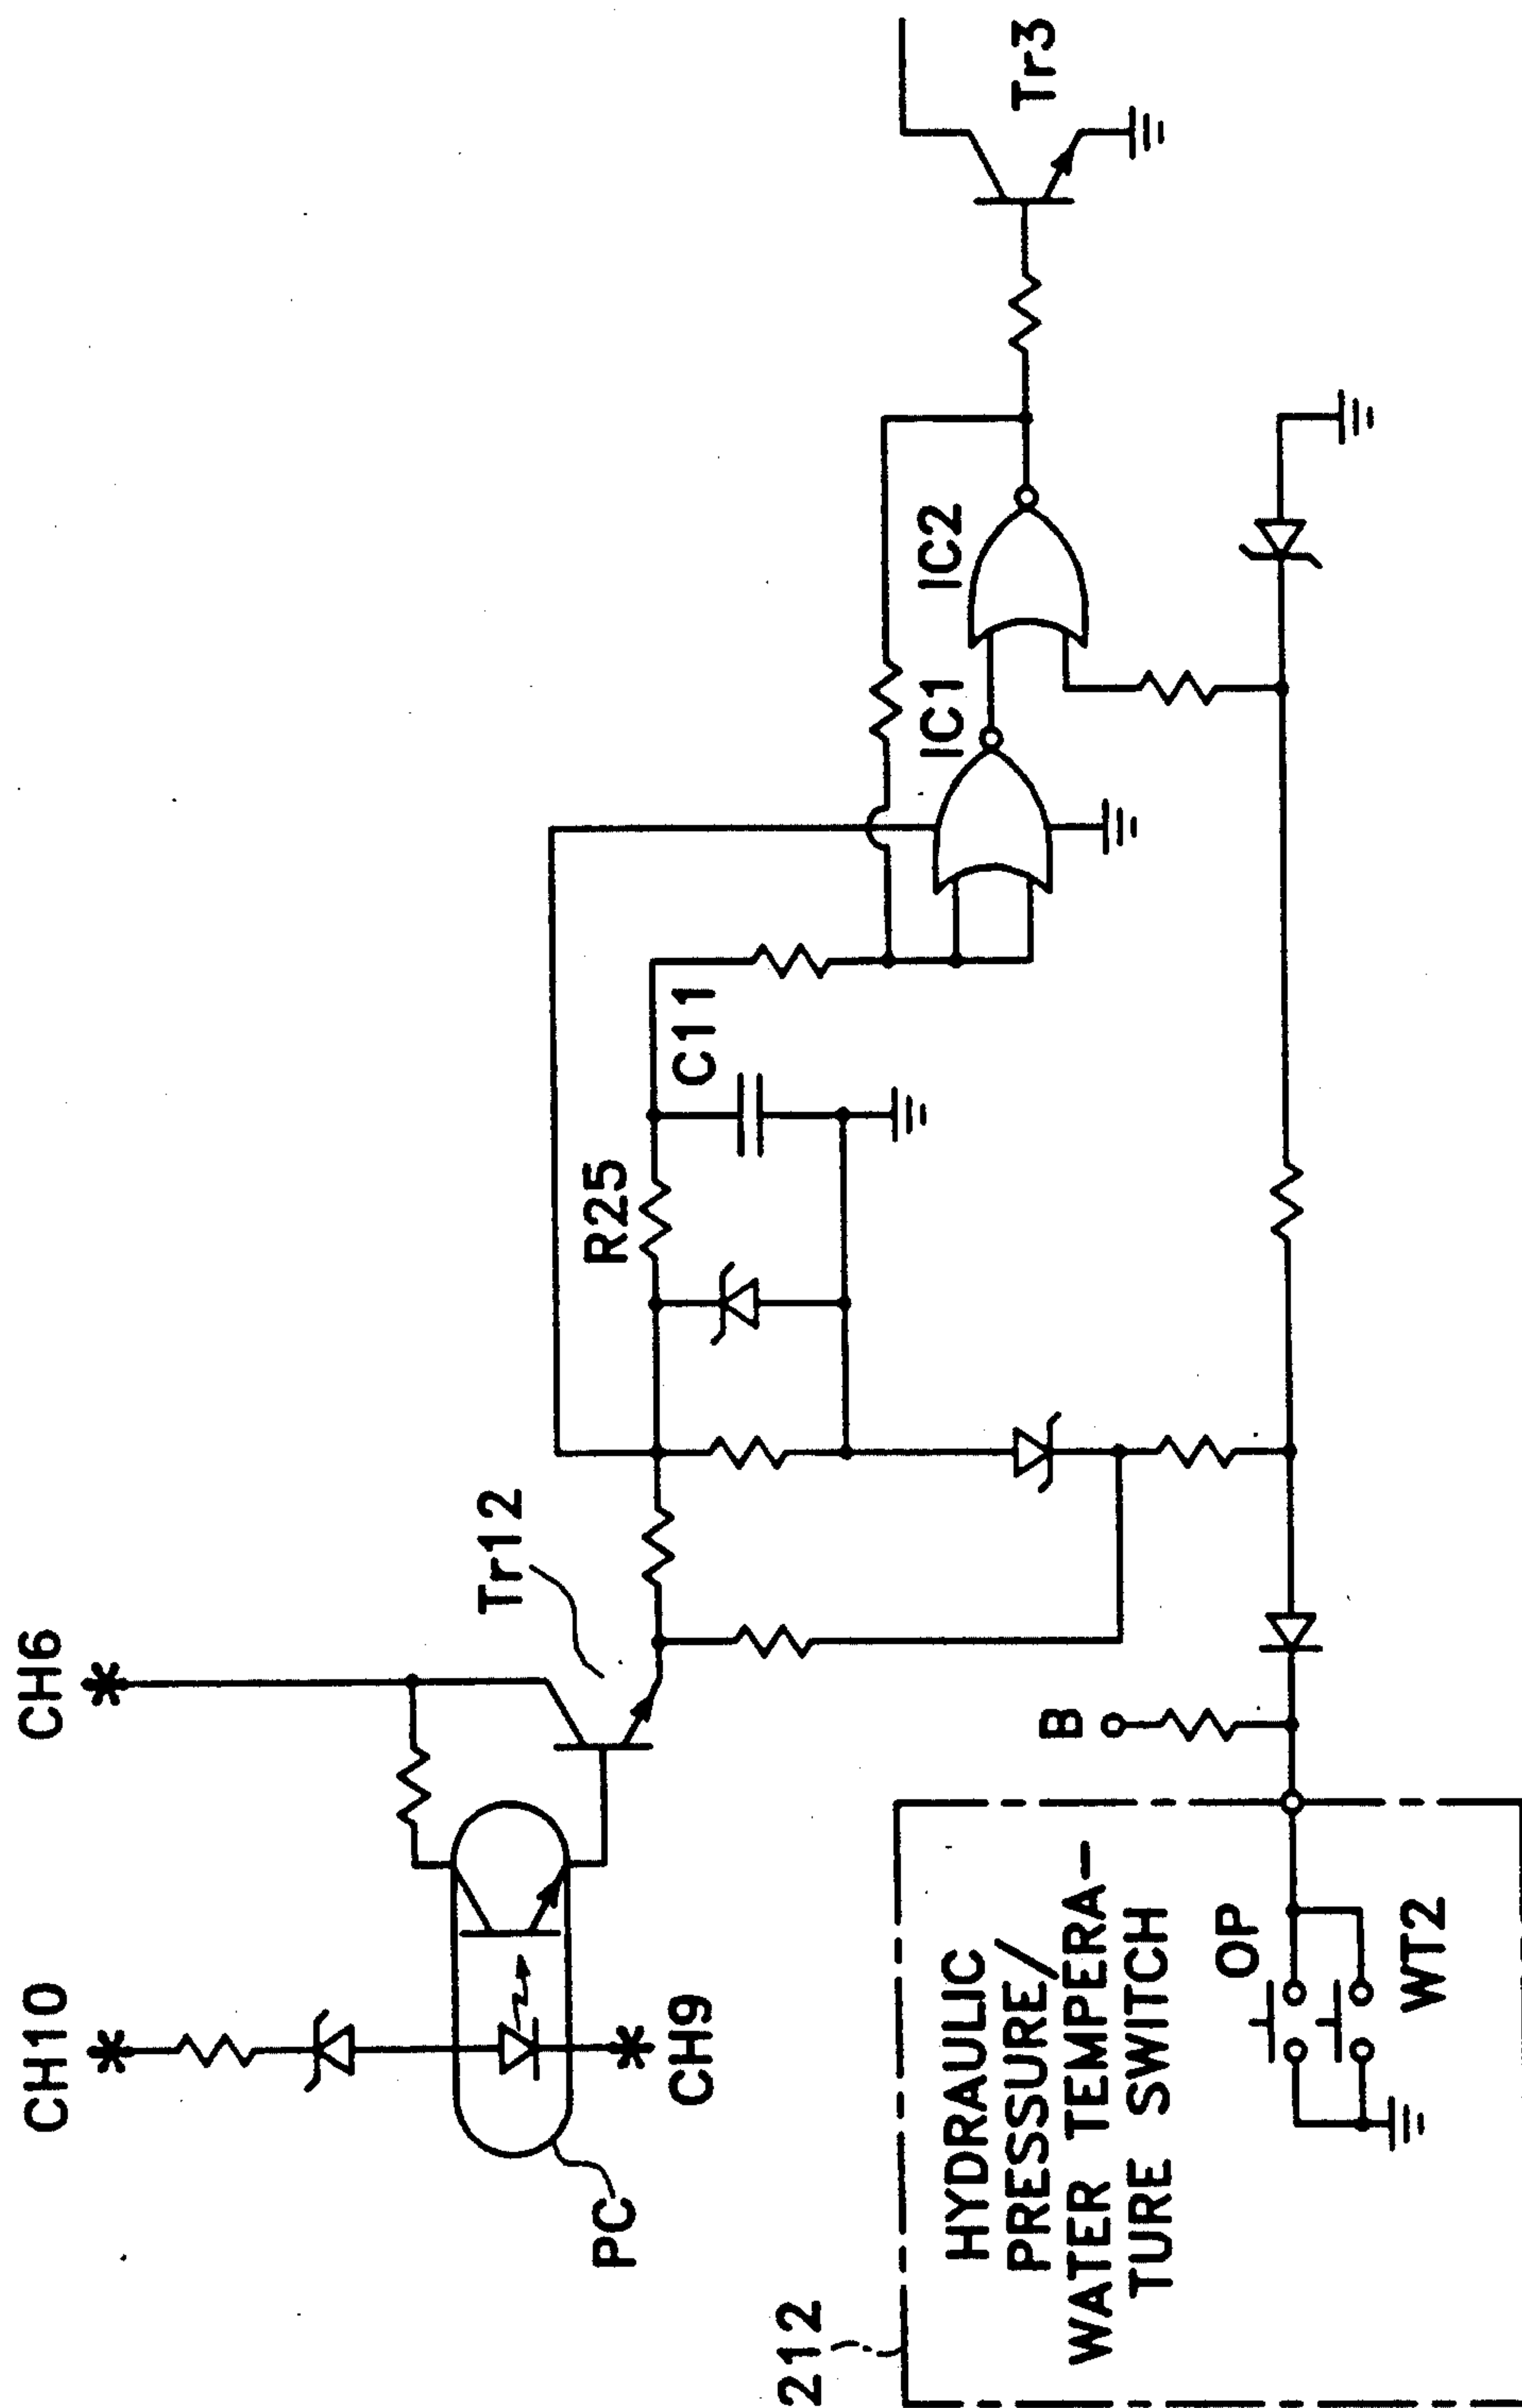 CH10
CH6
Tr12
PC
CH9
R25
C11
IC1
IC2
Tr3
B
212
HYDRAULIC
PRESSURE/
WATER TEMPERA-
TURE SWITCH
OP
WT2